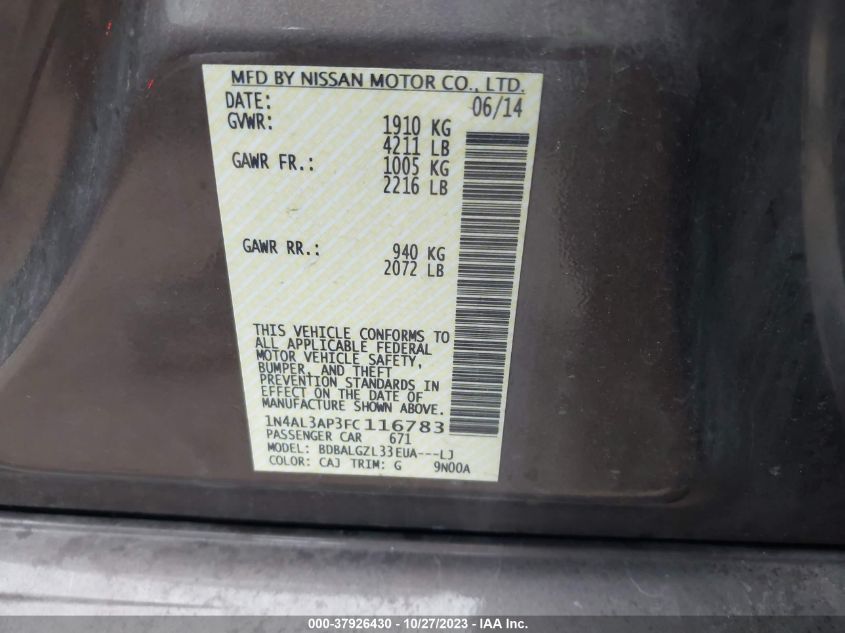 MFD BY NISSAN MOTOR CO., LTD.
DATE: 06/14
GVWR: 1910 KG
4211 LB
GAWR FR.: 1005 KG
2216 LB
GAWR RR.: 940 KG
2072 LB
THIS VEHICLE CONFORMS TO
ALL APPLICABLE FEDERAL
MOTOR VEHICLE SAFETY,
BUMPER, AND THEFT
PREVENTION STANDARDS IN
EFFECT ON THE DATE OF
MANUFACTURE SHOWN ABOVE.
1N4AL3AP3FC116783
PASSENGER CAR 671
MODEL: BDBALGZL33EUA---LJ
COLOR: CAJ TRIM: G 9N00A
000-37926430 - 10/27/2023 - IAA Inc.